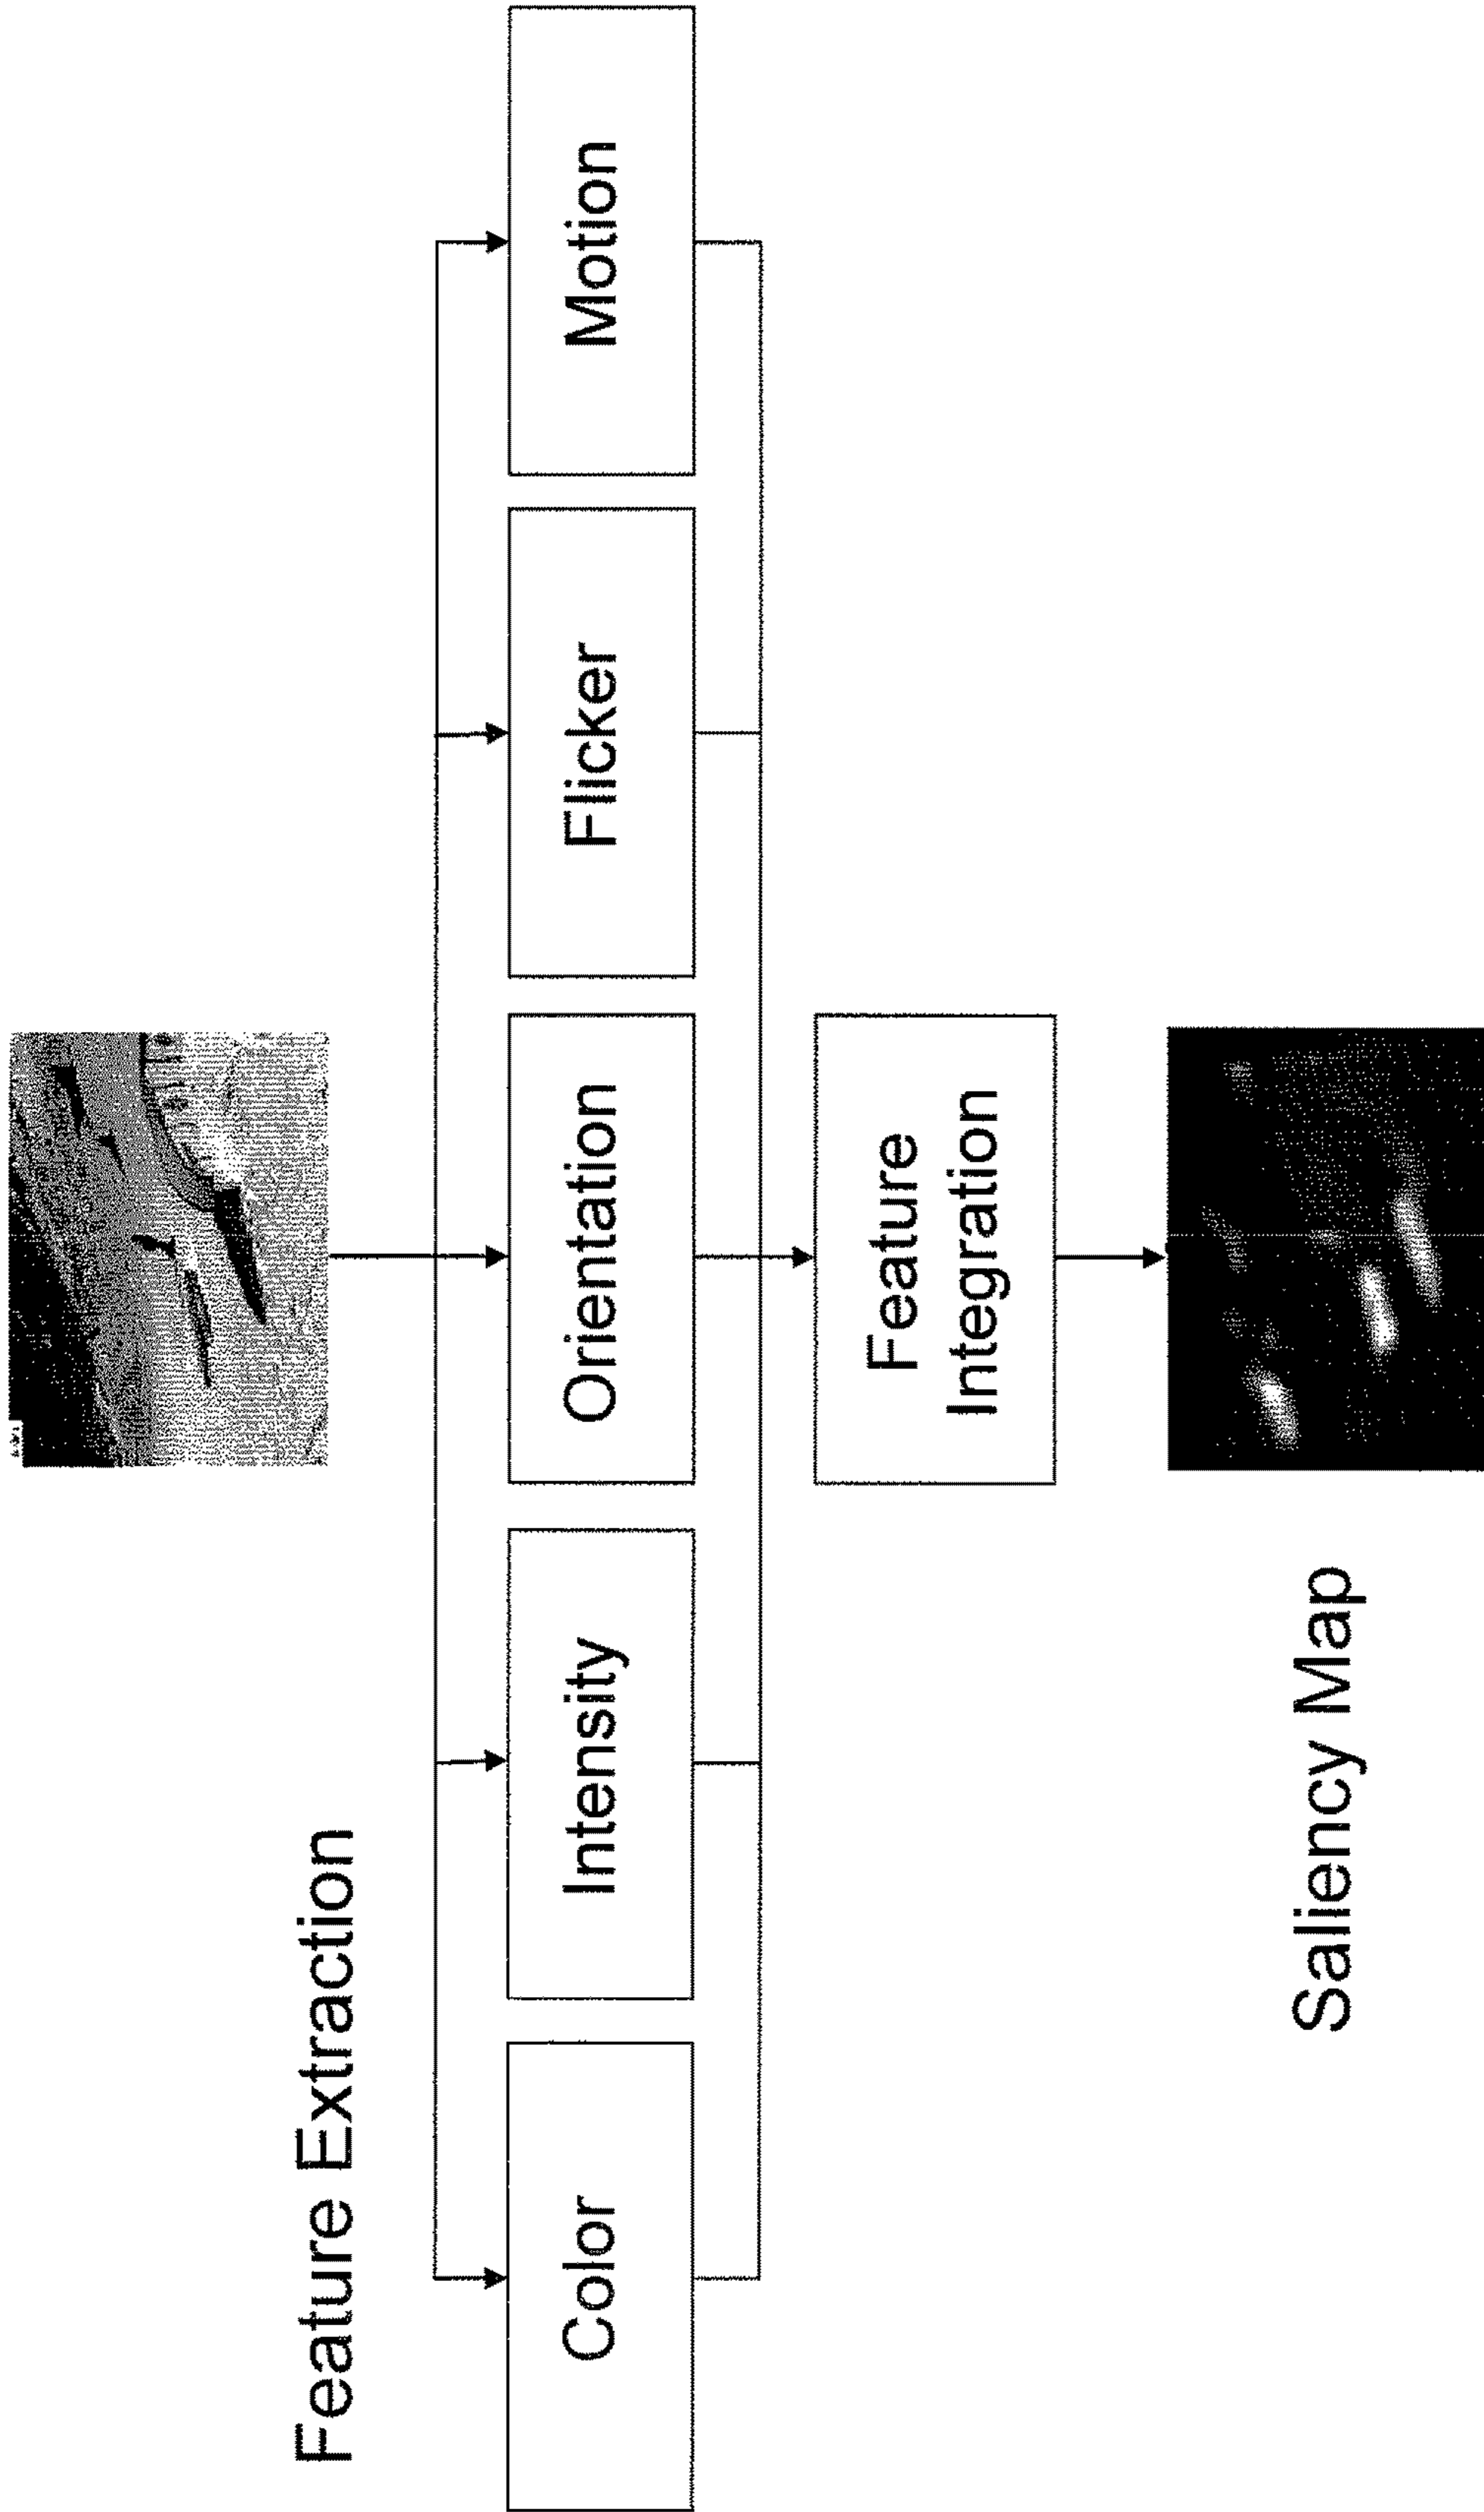 Feature Extraction
Color
Intensity
Orientation
Flicker
Motion
Feature
Integration
Saliency Map